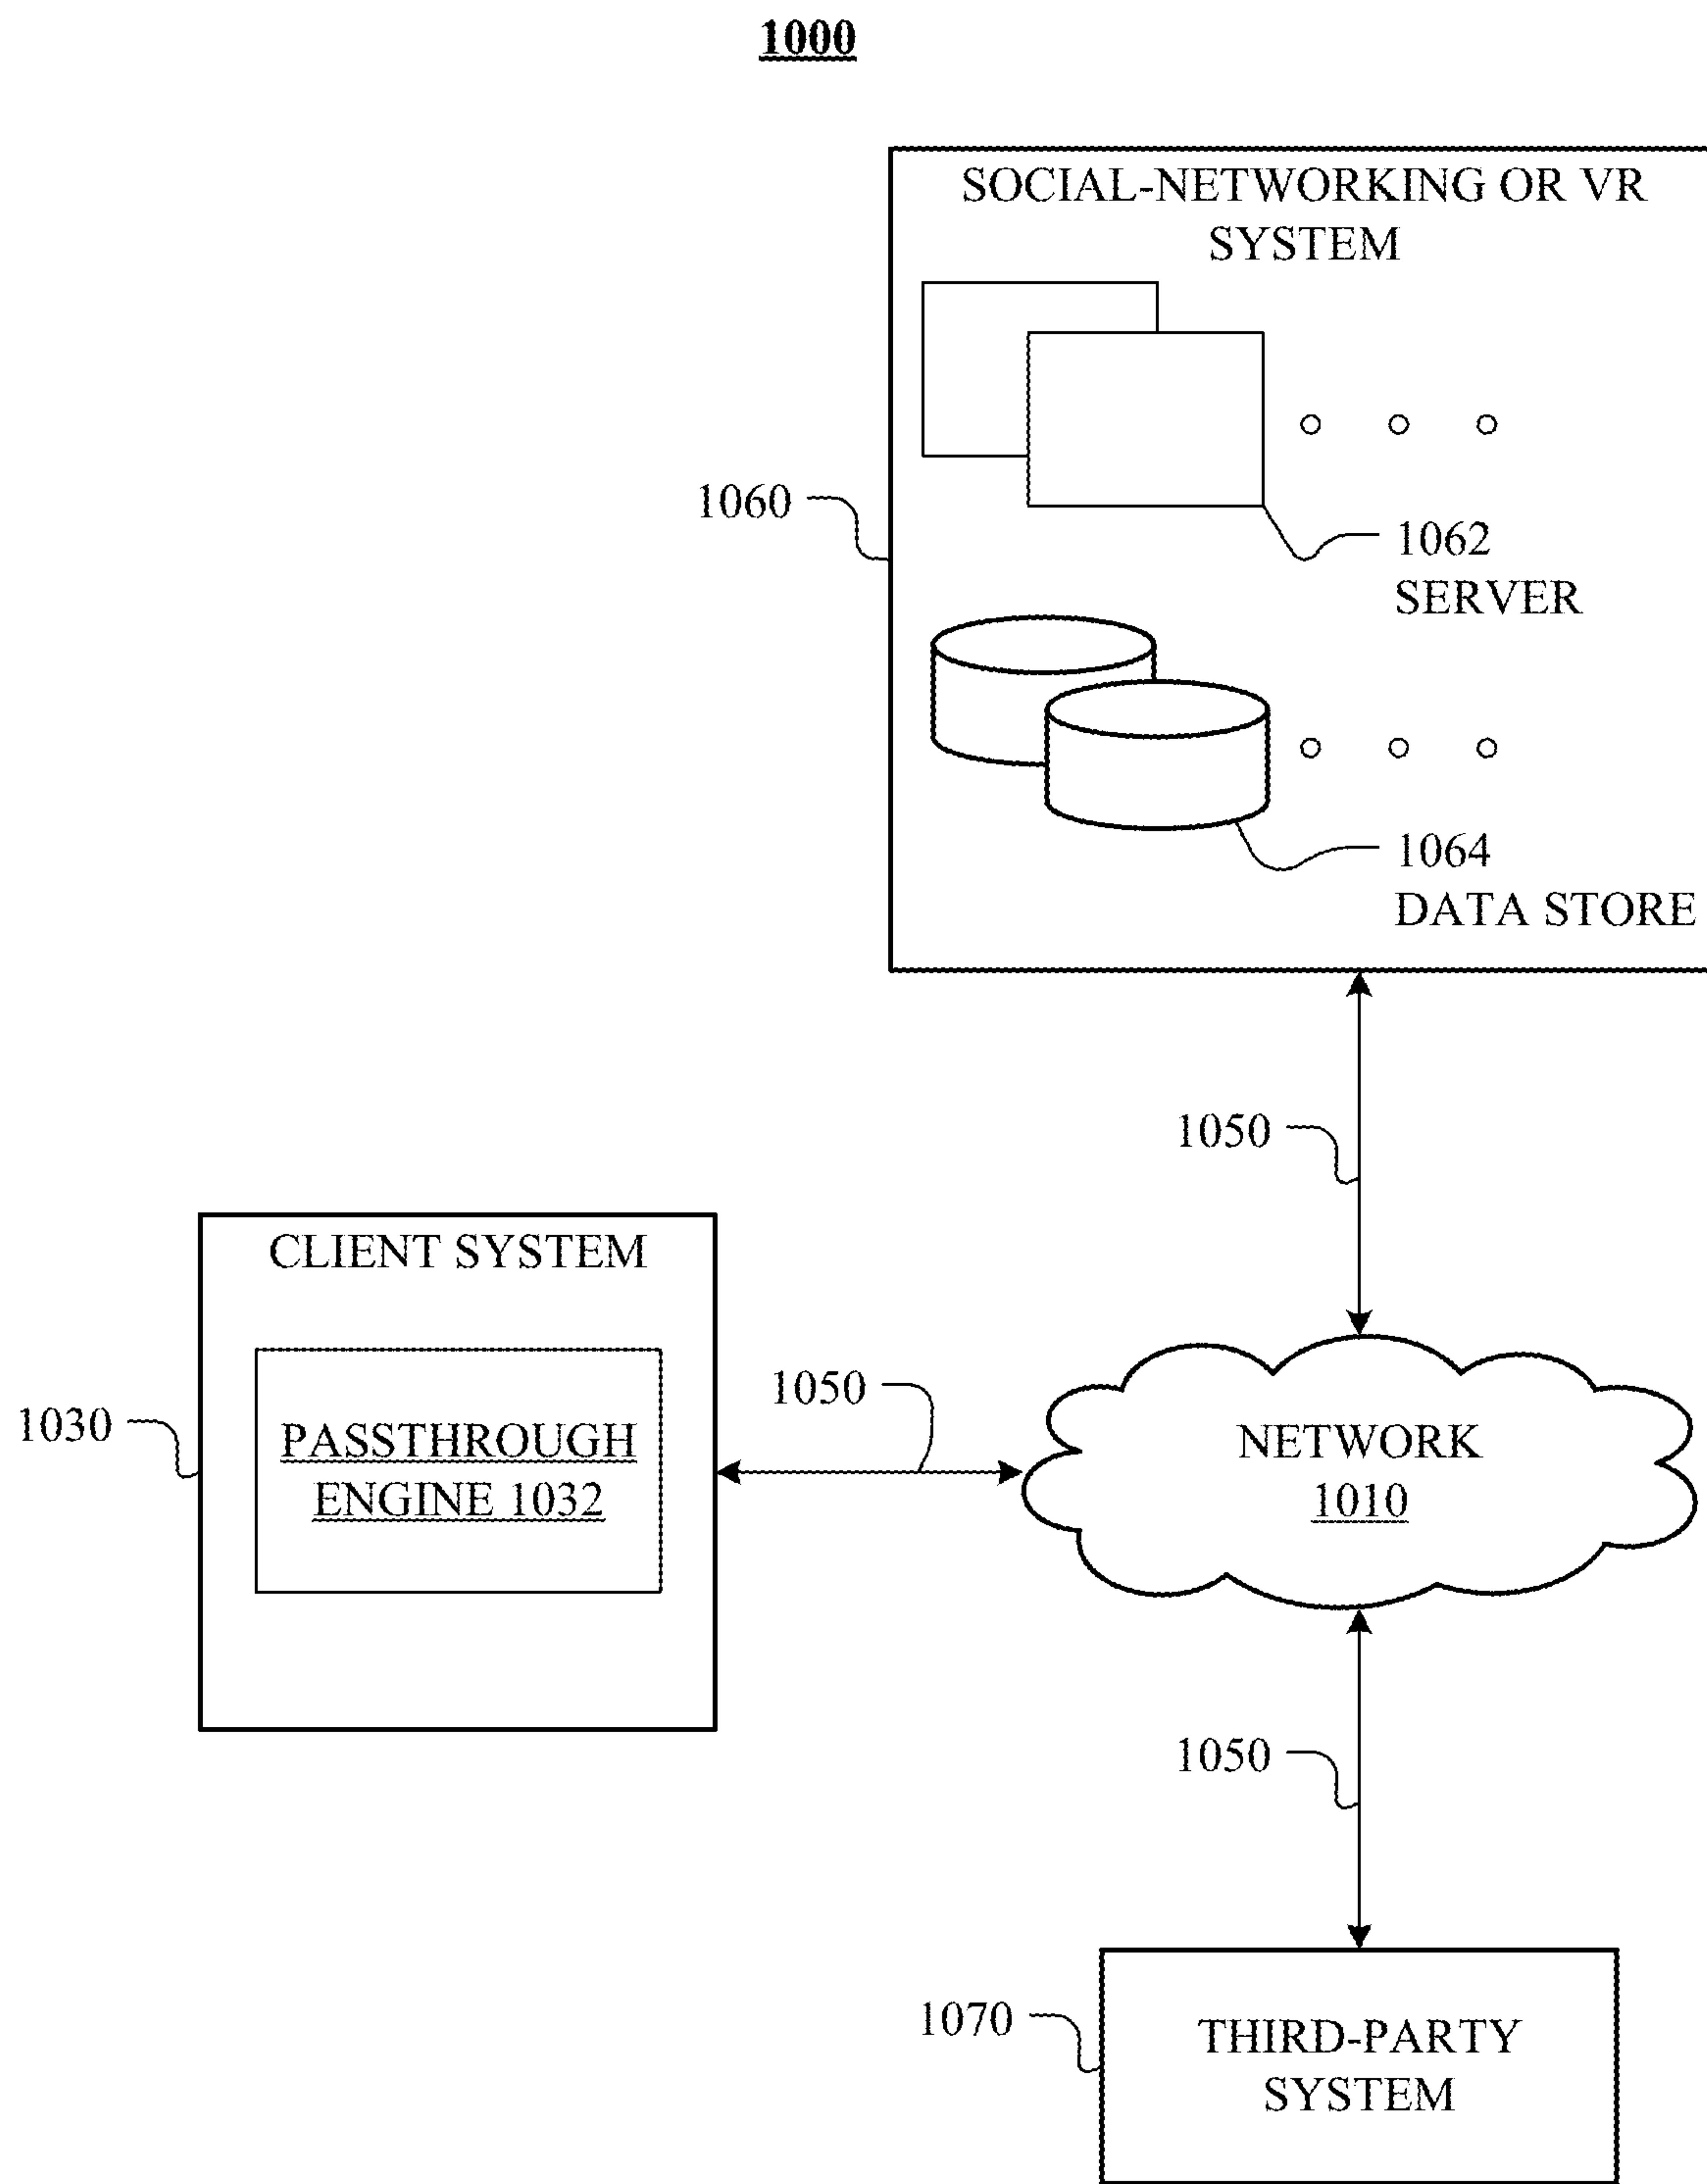 1000
SOCIAL-NETWORKING OR VR
SYSTEM
1060
1062
SERVER
1064
DATA STORE
1050
CLIENT SYSTEM
1030
PASSTHROUGH
ENGINE 1032
1050
NETWORK
1010
1050
1070
THIRD-PARTY
SYSTEM